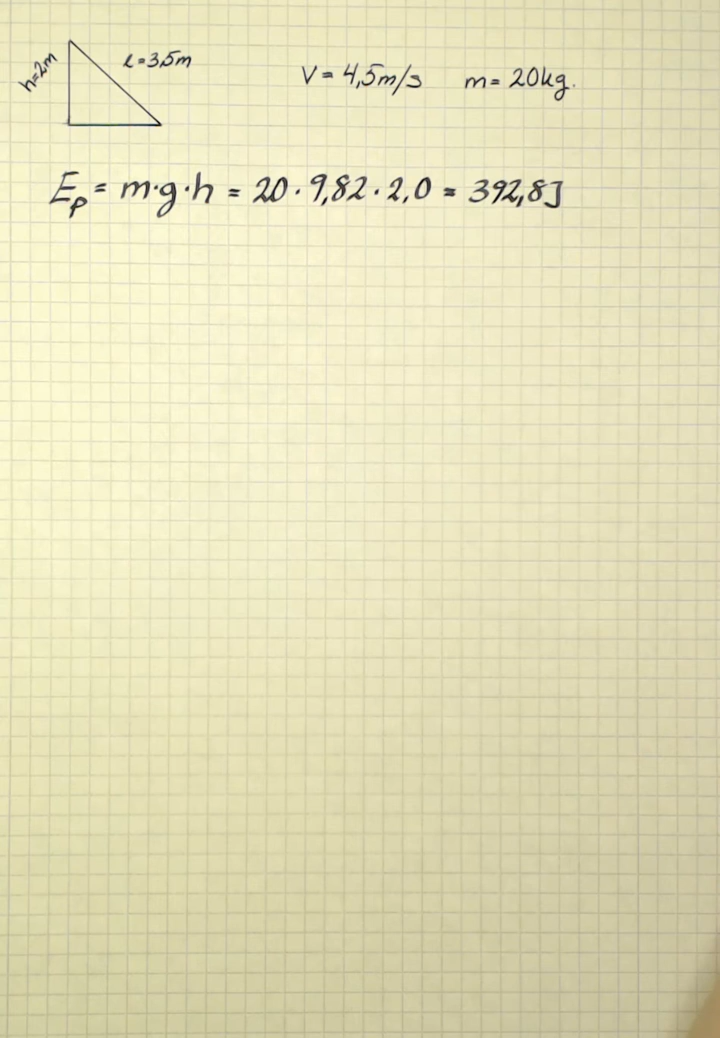 h=2m l=3,5m V = 4,5m/s m= 20kg.
Ep = m·g·h = 20·9,82·2,0 = 392,8J